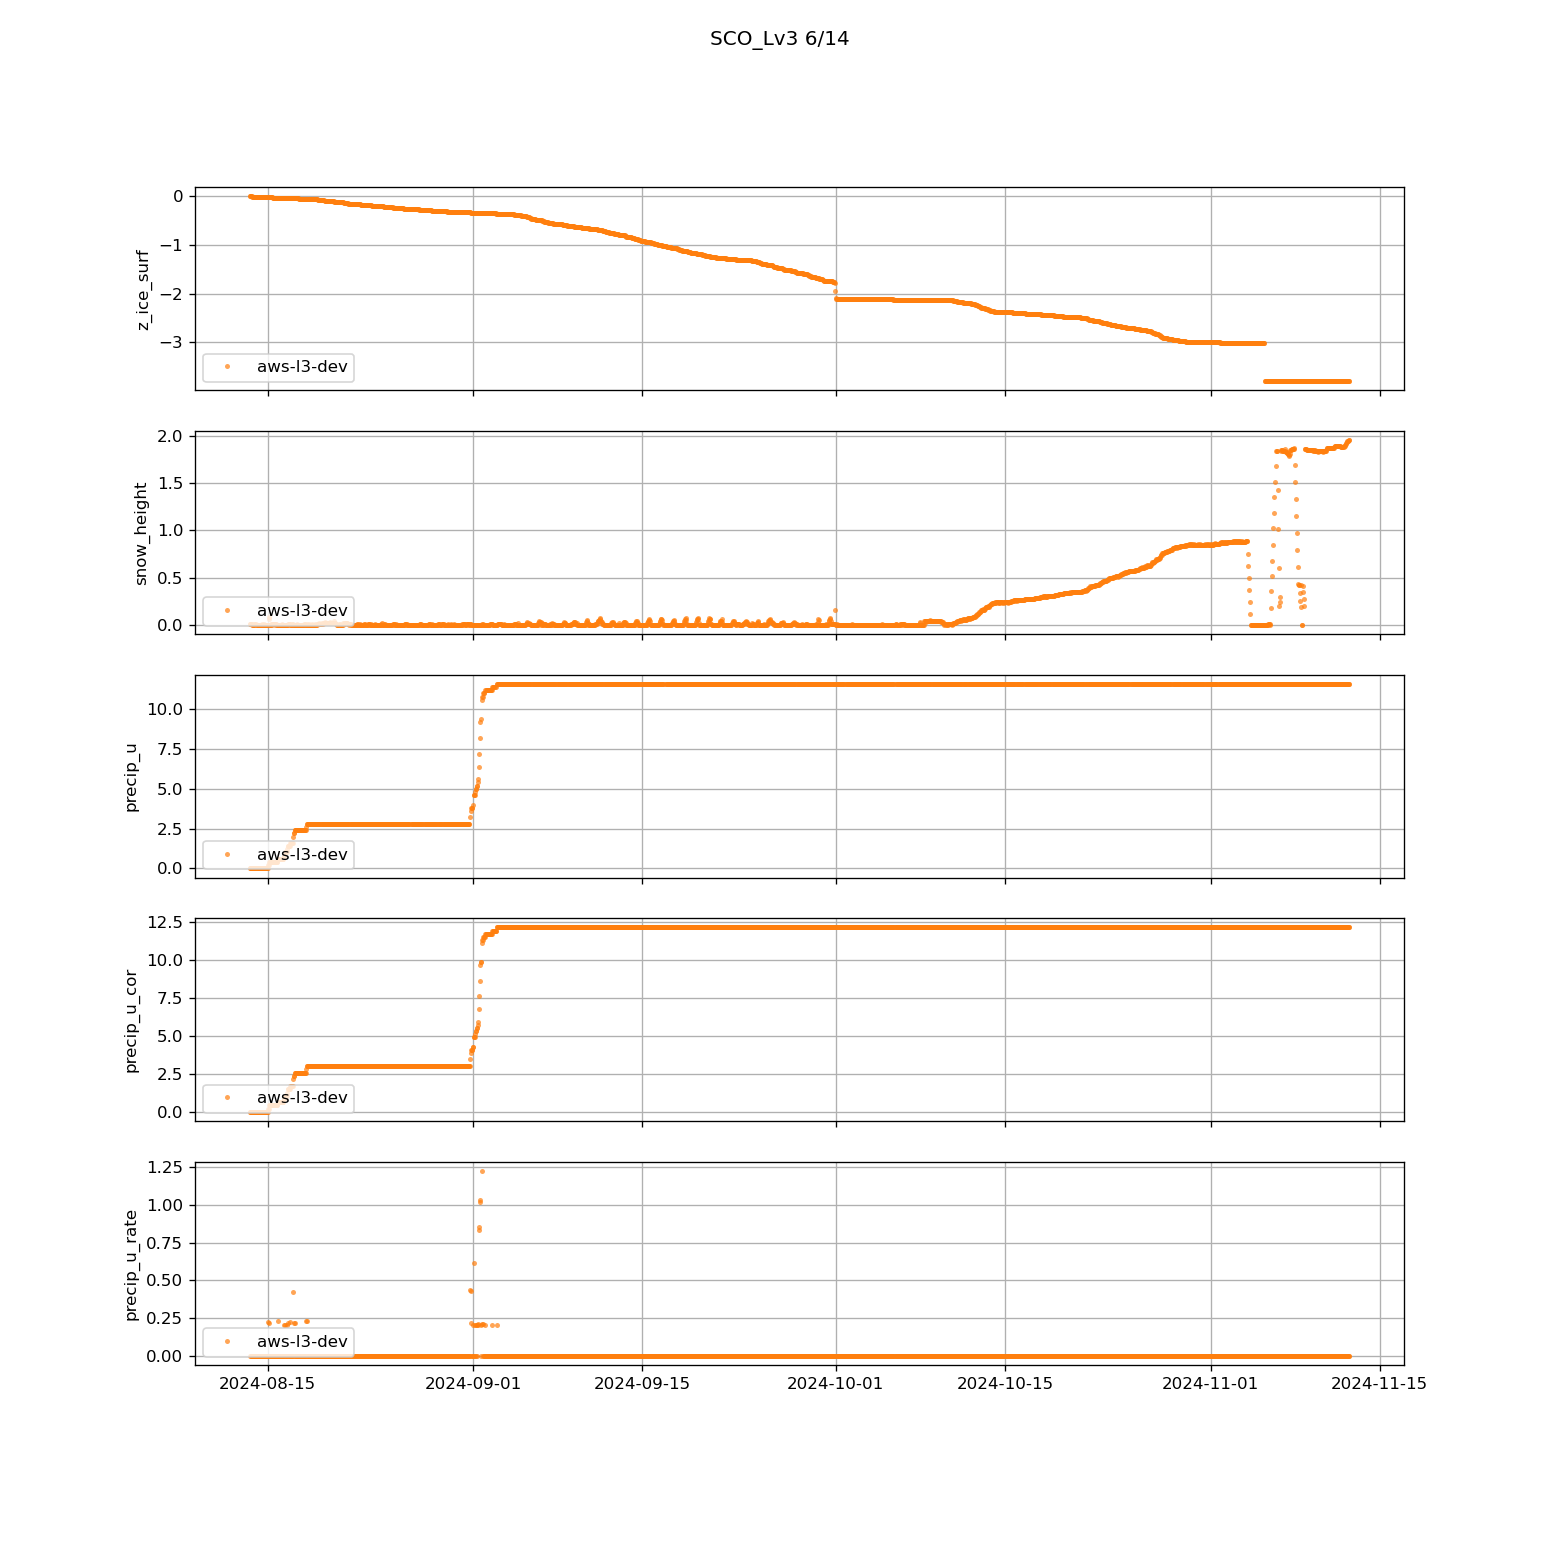 SCO_Lv3 6/14
0
−1
−2
−3
z_ice_surf
aws-l3-dev
2.0
1.5
1.0
0.5
0.0
snow_height
aws-l3-dev
10.0
7.5
5.0
2.5
0.0
precip_u
aws-l3-dev
12.5
10.0
7.5
5.0
2.5
0.0
precip_u_cor
aws-l3-dev
1.25
1.00
0.75
0.50
0.25
0.00
precip_u_rate
aws-l3-dev
2024-08-15 2024-09-01 2024-09-15 2024-10-01 2024-10-15 2024-11-01 2024-11-15